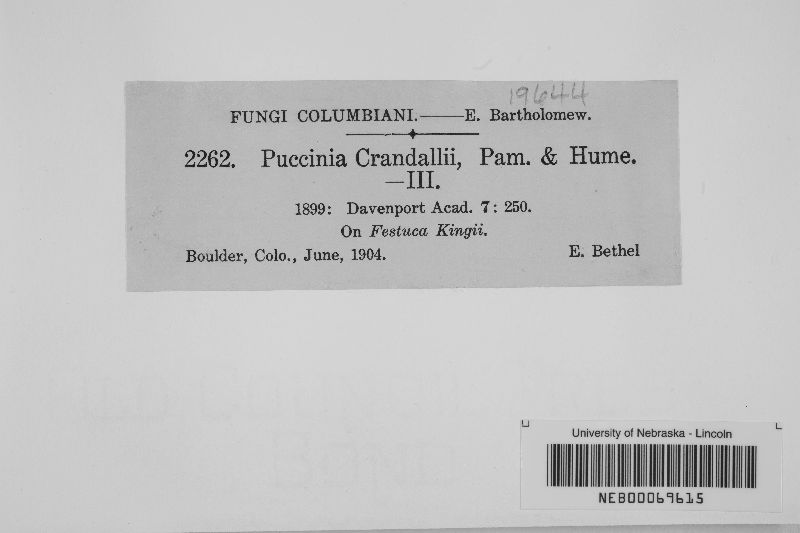 19644
FUNGI COLUMBIANI.——E. Bartholomew.
2262. Puccinia Crandallii, Pam. & Hume.
—III.
1899: Davenport Acad. 7: 250.
On Festuca Kingii.
Boulder, Colo., June, 1904. E. Bethel
University of Nebraska - Lincoln
NEB00069615